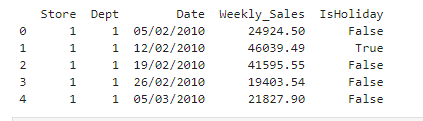 Store Dept Date Weekly_Sales IsHoliday
0 1 1 05/02/2010 24924.50 False
1 1 1 12/02/2010 46039.49 True
2 1 1 19/02/2010 41595.55 False
3 1 1 26/02/2010 19403.54 False
4 1 1 05/03/2010 21827.90 False